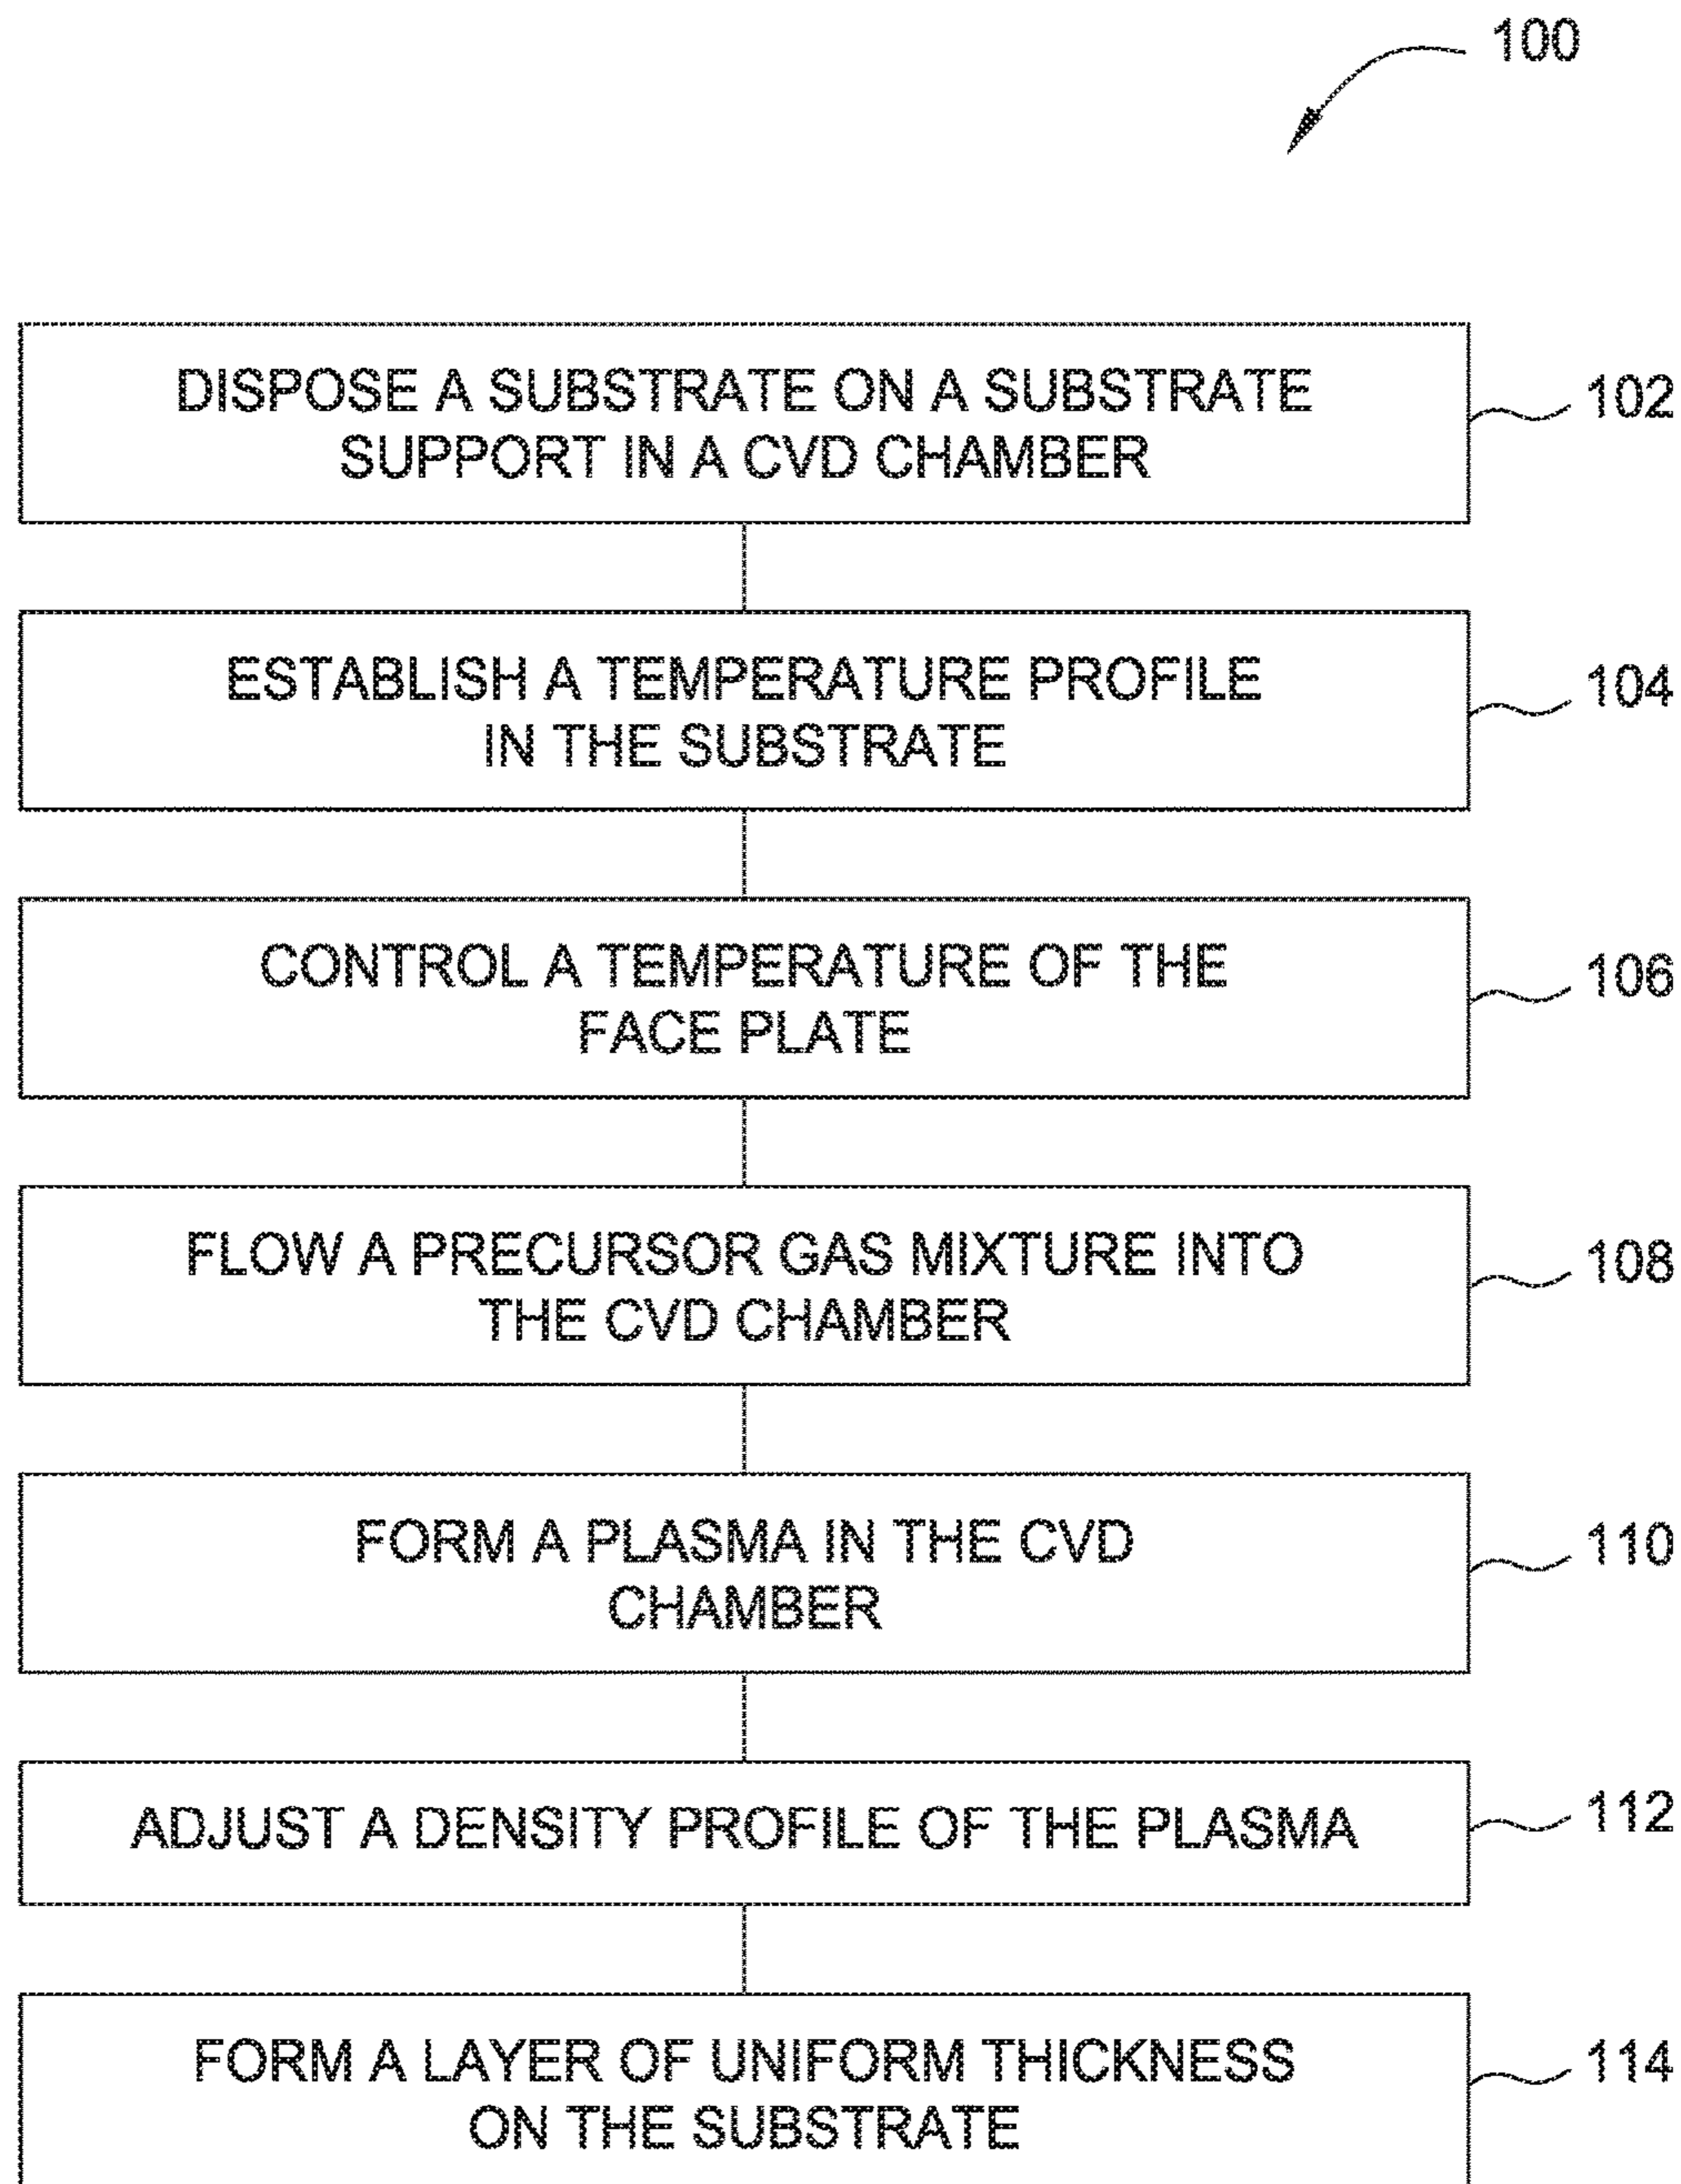 100
DISPOSE A SUBSTRATE ON A SUBSTRATE
SUPPORT IN A CVD CHAMBER
102
ESTABLISH A TEMPERATURE PROFILE
IN THE SUBSTRATE
104
CONTROL A TEMPERATURE OF THE
FACE PLATE
106
FLOW A PRECURSOR GAS MIXTURE INTO
THE CVD CHAMBER
108
FORM A PLASMA IN THE CVD
CHAMBER
110
ADJUST A DENSITY PROFILE OF THE PLASMA
112
FORM A LAYER OF UNIFORM THICKNESS
ON THE SUBSTRATE
114